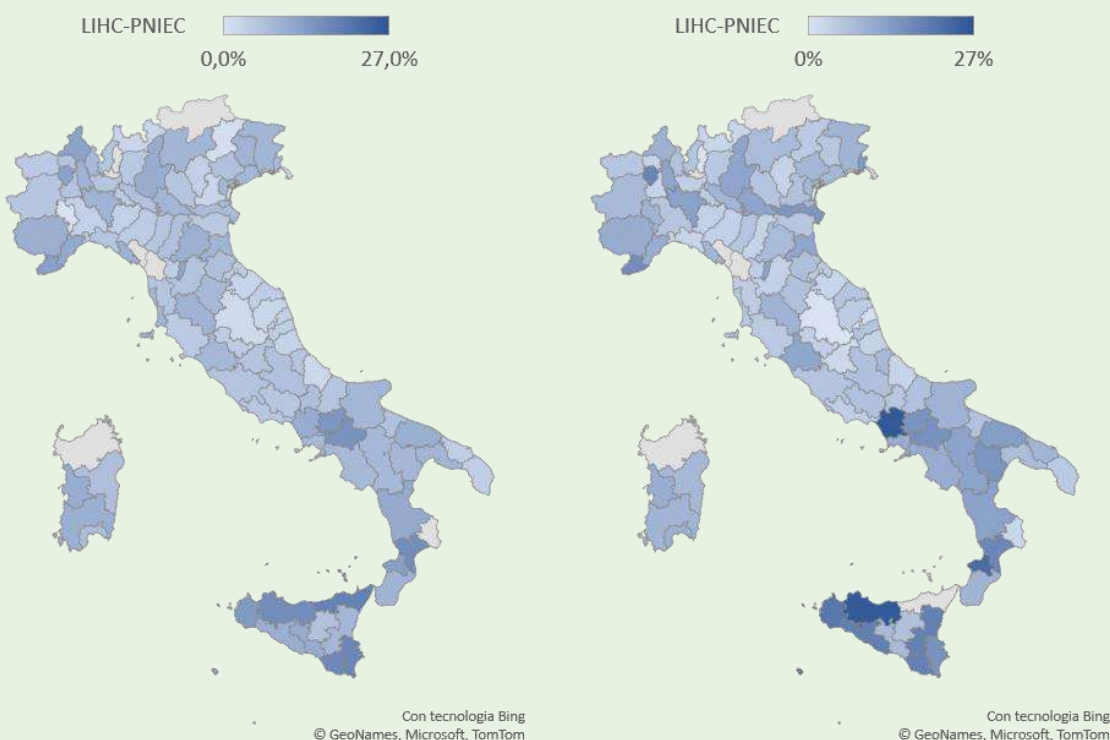 LIHC-PNIEC
0,0% 27,0%
LIHC-PNIEC
0% 27%
Con tecnologia Bing
© GeoNames, Microsoft, TomTom
Con tecnologia Bing
© GeoNames, Microsoft, TomTom